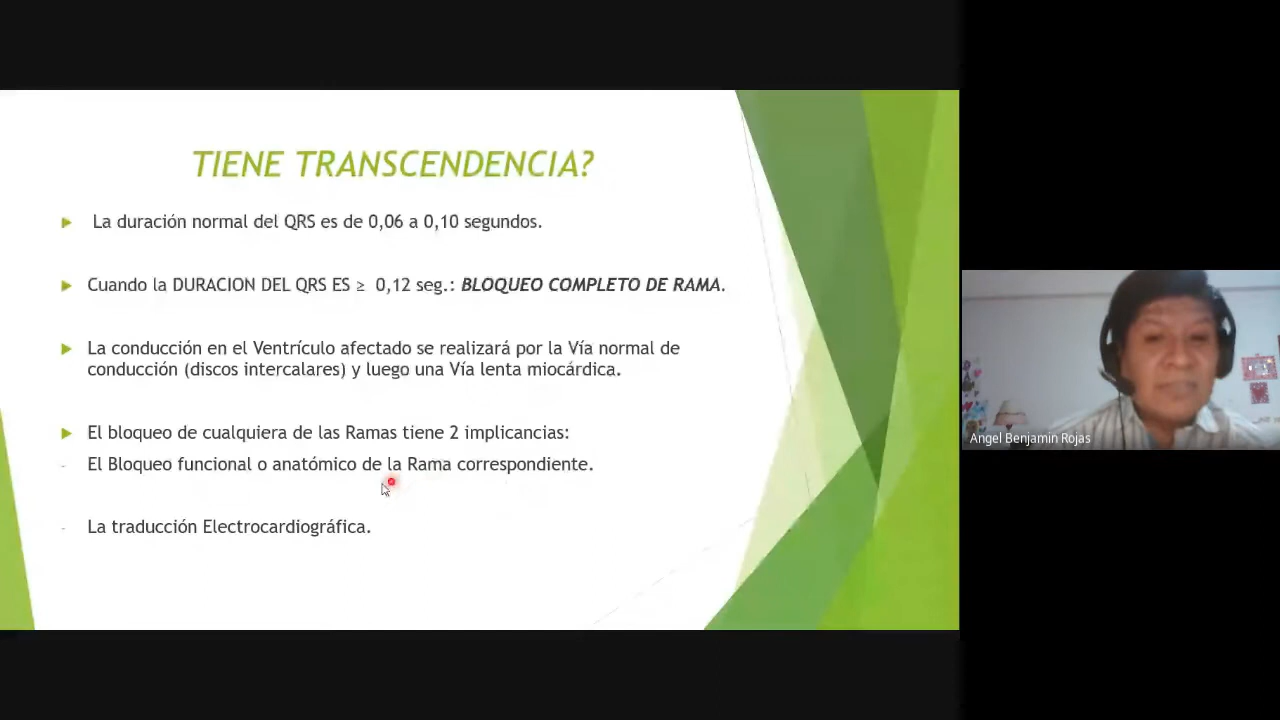 TIENE TRANSCENDENCIA?
La duración normal del QRS es de 0,06 a 0,10 segundos.
Cuando la DURACION DEL QRS ES ≥ 0,12 seg.: BLOQUEO COMPLETO DE RAMA.
La conducción en el Ventrículo afectado se realizará por la Vía normal de
conducción (discos intercalares) y luego una Vía lenta miocárdica.
El bloqueo de cualquiera de las Ramas tiene 2 implicancias:
- El Bloqueo funcional o anatómico de la Rama correspondiente.
- La traducción Electrocardiográfica.
Angel Benjamin Rojas